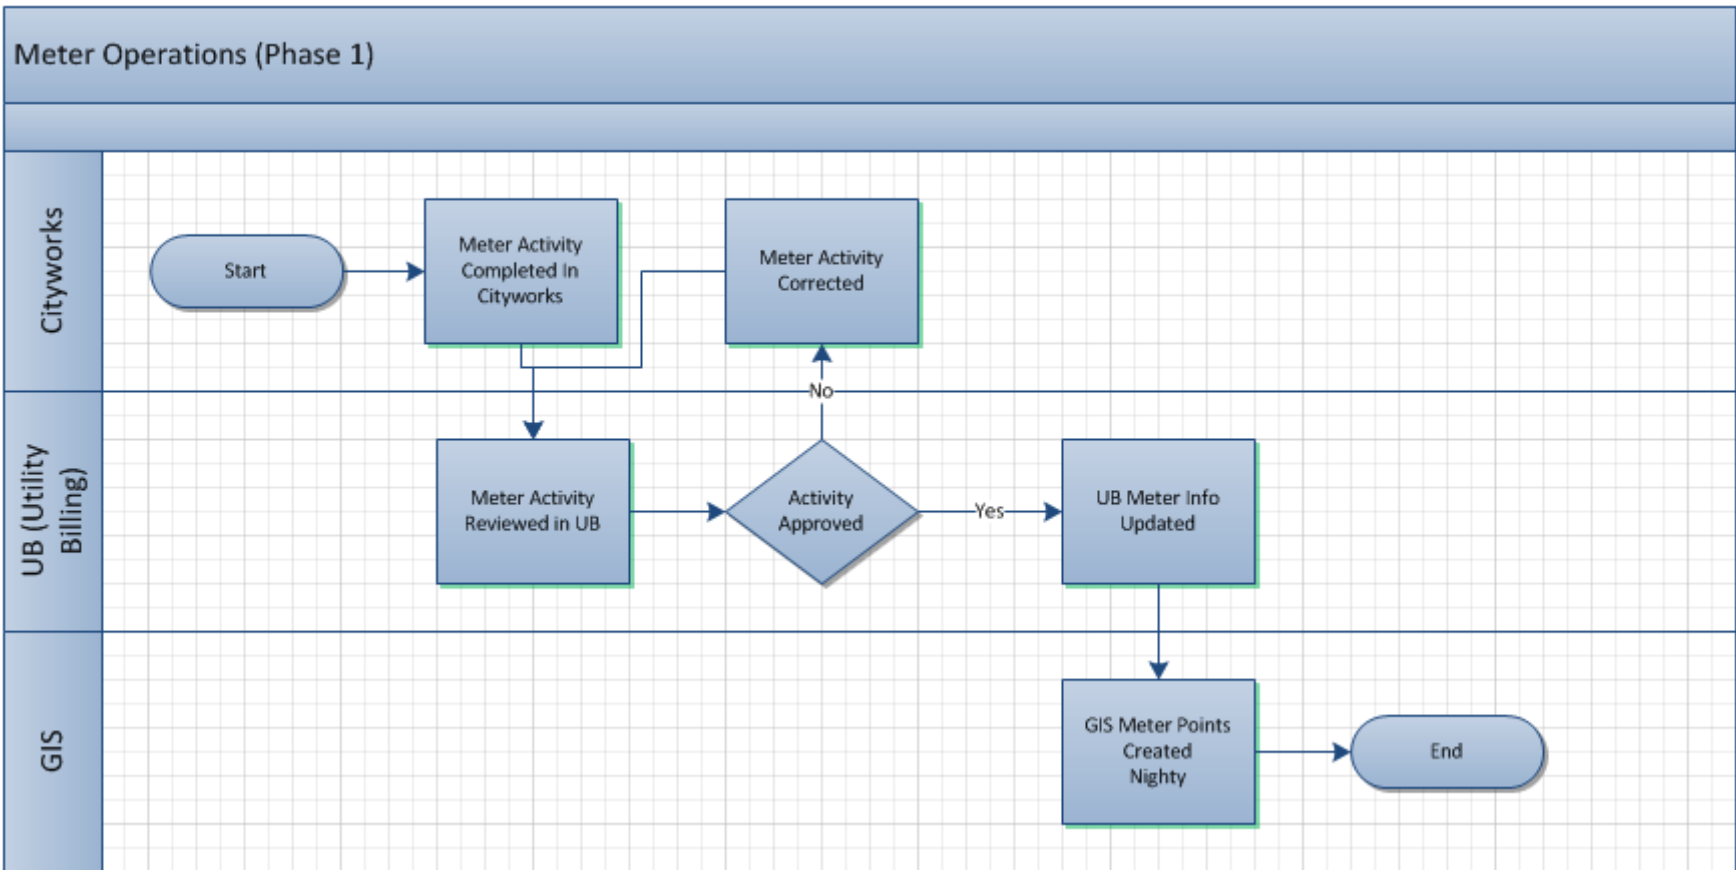 Meter Operations (Phase 1)
Cityworks
Start
Meter Activity
Completed In
Cityworks
Meter Activity
Corrected
No
UB (Utility
Billing)
Meter Activity
Reviewed in UB
Activity
Approved
Yes
UB Meter Info
Updated
GIS
GIS Meter Points
Created
Nighty
End